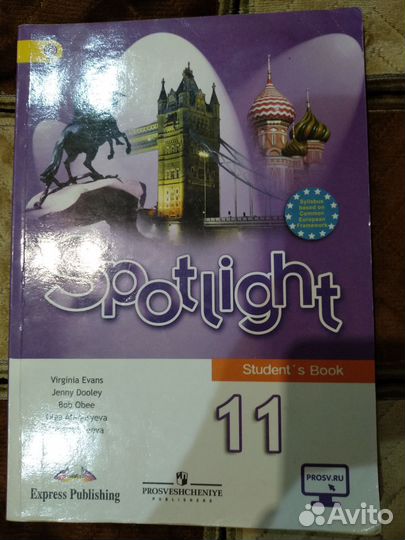 Syllabus
based on
Common
European
Framework
Spotlight
Student's Book
Virginia Evans
Jenny Dooley
Bob Obee
11
PROSV.RU
Express Publishing
PROSVESHCHENIYE
PUBLISHERS
Avito